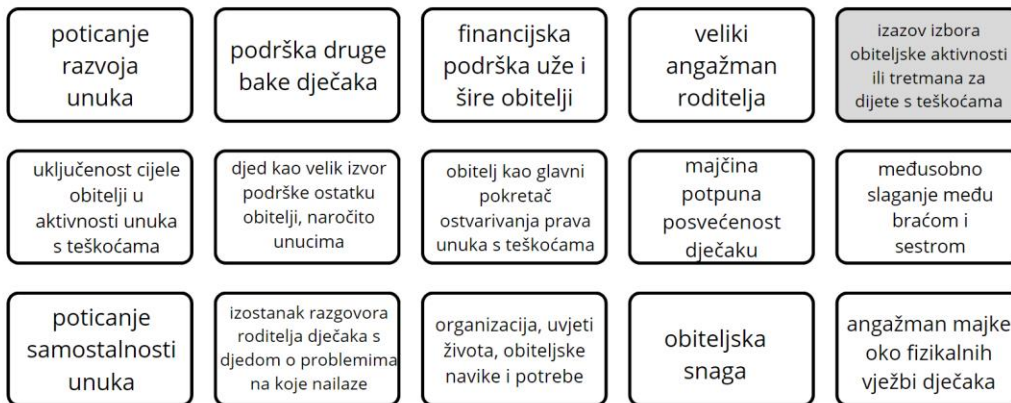 poticanje
razvoja
unuka
podrška druge
bake dječaka
financijska
podrška uže i
šire obitelji
veliki
angažman
roditelja
izazov izbora
obiteljske aktivnosti
ili tretmana za
dijete s teškoćama
uključenost cijele
obitelji u
aktivnosti unuka
s teškoćama
djed kao velik izvor
podrške ostatku
obitelji, naročito
unucima
obitelj kao glavni
pokretač
ostvarivanja prava
unuka s teškoćama
majčina
potpuna
posvećenost
dječaku
međusobno
slaganje među
braćom i
sestrom
poticanje
samostalnosti
unuka
izostanak razgovora
roditelja dječaka s
djedom o problemima
na koje nailaze
organizacija, uvjeti
života, obiteljske
navike i potrebe
obiteljska
snaga
angažman majke
oko fizikalnih
vježbi dječaka